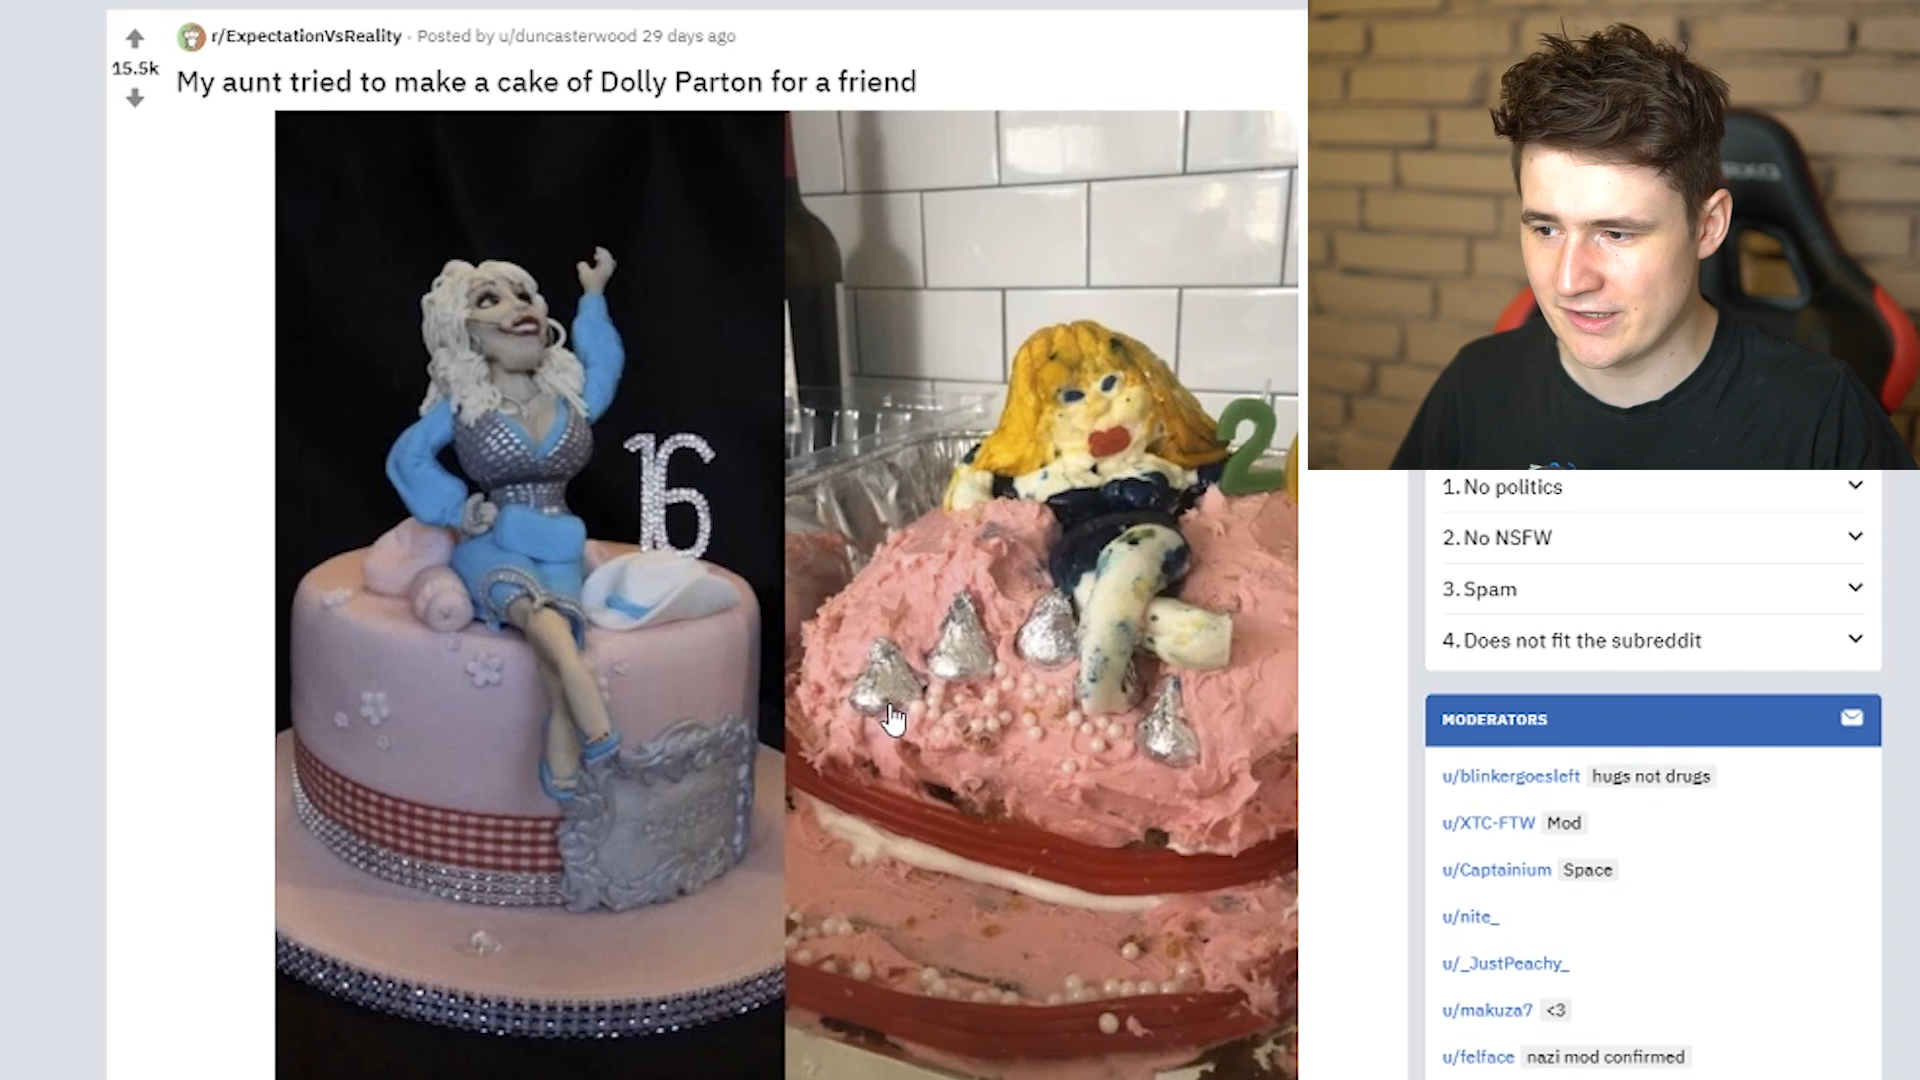 r/ExpectationVsReality · Posted by u/duncasterwood 29 days ago
15.5k
My aunt tried to make a cake of Dolly Parton for a friend
16
2
1. No politics
2. No NSFW
3. Spam
4. Does not fit the subreddit
MODERATORS
u/blinkergoesleft hugs not drugs
u/XTC-FTW Mod
u/Captainium Space
u/nite_
u/_JustPeachy_
u/makuza7 <3
u/felface nazi mod confirmed